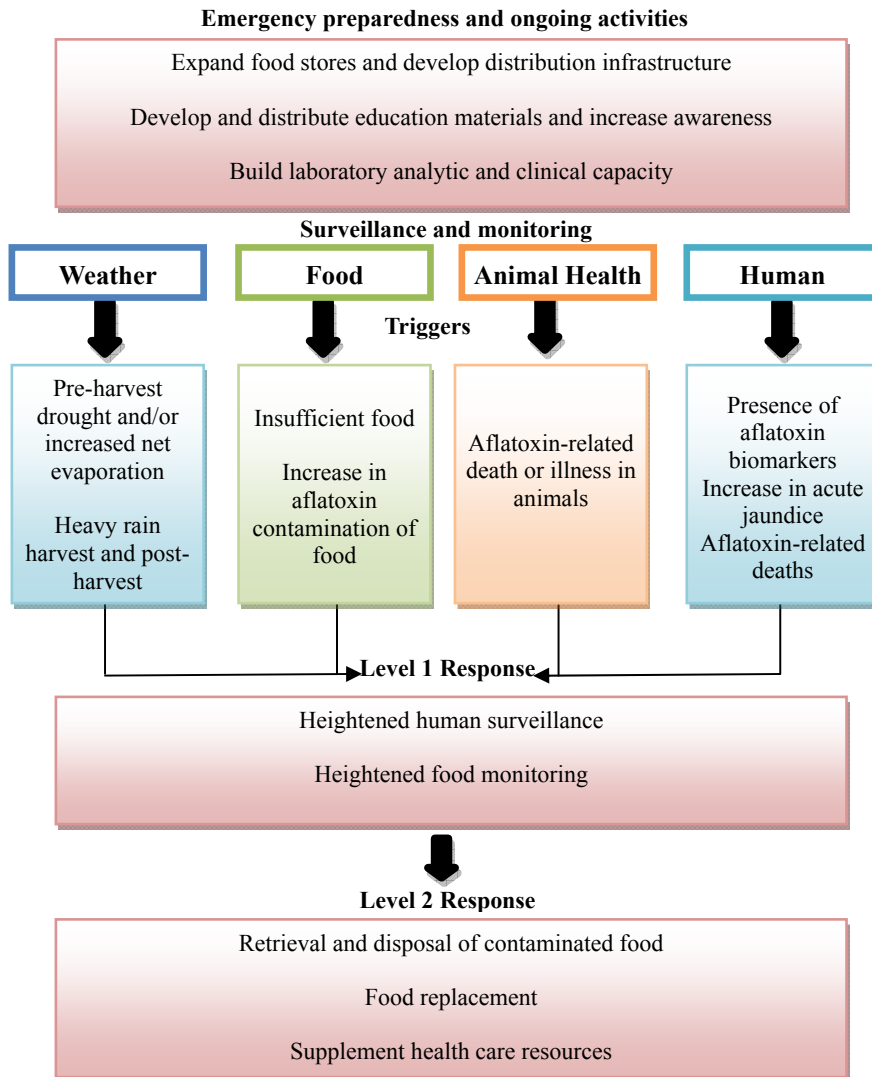 Emergency preparedness and ongoing activities
Expand food stores and develop distribution infrastructure
Develop and distribute education materials and increase awareness
Build laboratory analytic and clinical capacity
Surveillance and monitoring
Weather
Food
Animal Health
Human
Triggers
Pre-harvest
drought and/or
increased net
evaporation
Heavy rain
harvest and post-
harvest
Insufficient food
Increase in
aflatoxin
contamination of
food
Aflatoxin-related
death or illness in
animals
Presence of
aflatoxin
biomarkers
Increase in acute
jaundice
Aflatoxin-related
deaths
Level 1 Response
Heightened human surveillance
Heightened food monitoring
Level 2 Response
Retrieval and disposal of contaminated food
Food replacement
Supplement health care resources